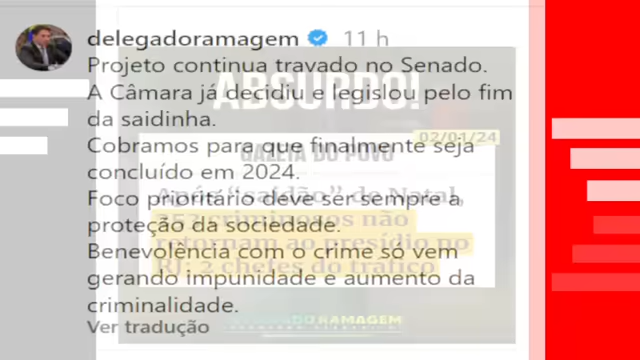 delegadoramagem 11 h
Projeto continua travado no Senado.
A Câmara já decidiu e legislou pelo fim
da saidinha.
Cobramos para que finalmente seja
concluído em 2024.
Foco prioritário deve ser sempre a
proteção da sociedade.
Benevolência com o crime só vem
gerando impunidade e aumento da
criminalidade.
Ver tradução
ABSURDO!
02/01/24
GAZETA DO POVO
Após "saidão" de Natal,
253 criminosos não
retornam ao presídio no
RJ; 2 chefes do tráfico
RAMAGEM